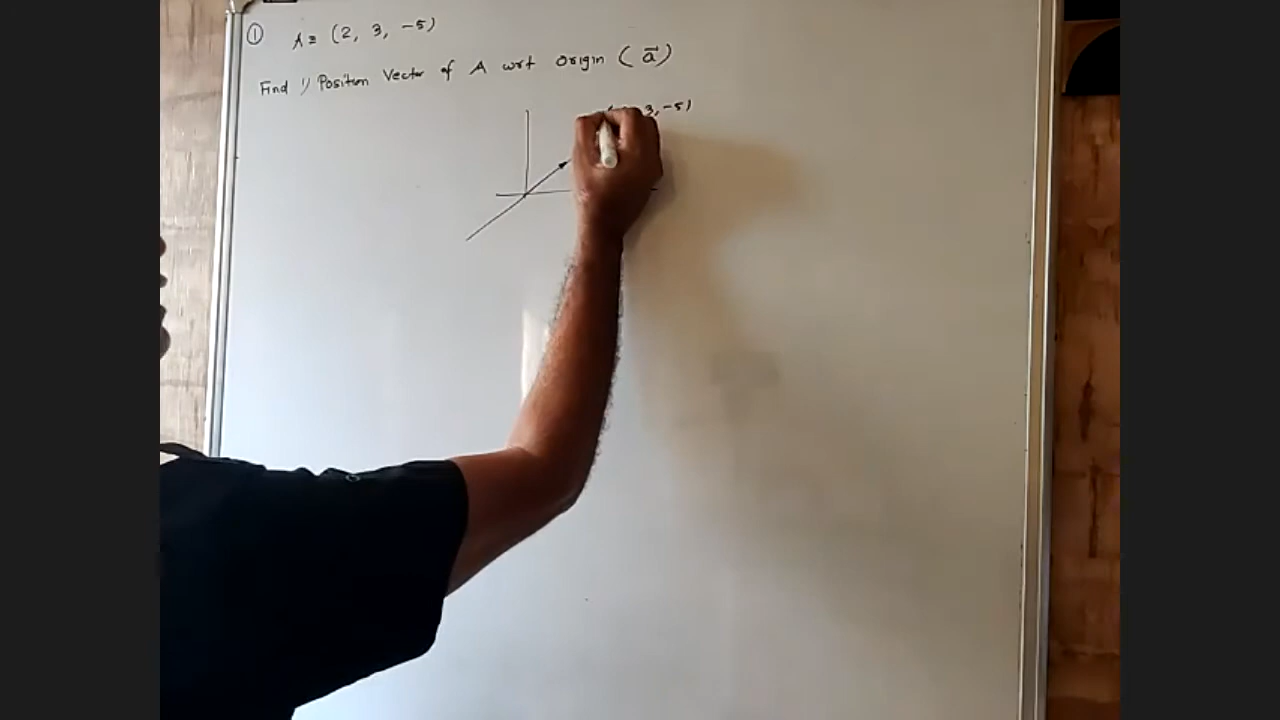 ① A ≡ (2, 3, -5)
Find 1) Position Vector of A wrt origin (a⃗)
3, -5)